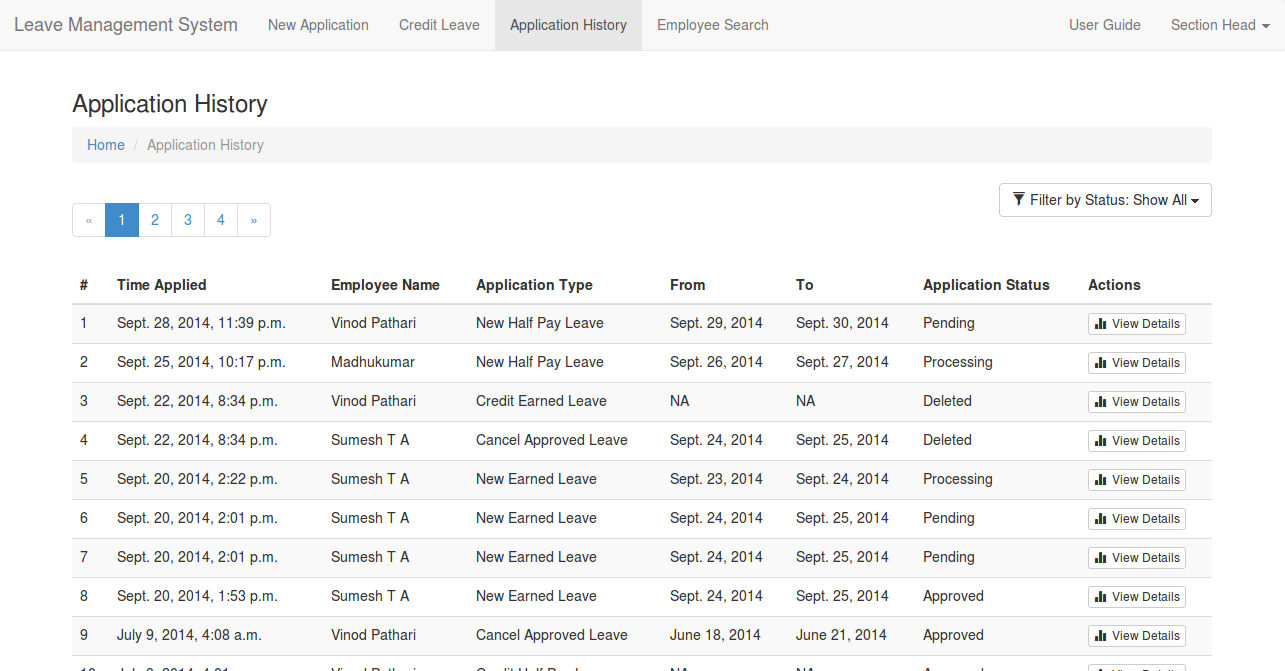 Leave Management System New Application Credit Leave Application History Employee Search User Guide Section Head
Application History
Home / Application History
Filter by Status: Show All
« 1 2 3 4 »
# Time Applied Employee Name Application Type From To Application Status Actions
1 Sept. 28, 2014, 11:39 p.m. Vinod Pathari New Half Pay Leave Sept. 29, 2014 Sept. 30, 2014 Pending View Details
2 Sept. 25, 2014, 10:17 p.m. Madhukumar New Half Pay Leave Sept. 26, 2014 Sept. 27, 2014 Processing View Details
3 Sept. 22, 2014, 8:34 p.m. Vinod Pathari Credit Earned Leave NA NA Deleted View Details
4 Sept. 22, 2014, 8:34 p.m. Sumesh T A Cancel Approved Leave Sept. 24, 2014 Sept. 25, 2014 Deleted View Details
5 Sept. 20, 2014, 2:22 p.m. Sumesh T A New Earned Leave Sept. 23, 2014 Sept. 24, 2014 Processing View Details
6 Sept. 20, 2014, 2:01 p.m. Sumesh T A New Earned Leave Sept. 24, 2014 Sept. 25, 2014 Pending View Details
7 Sept. 20, 2014, 2:01 p.m. Sumesh T A New Earned Leave Sept. 24, 2014 Sept. 25, 2014 Pending View Details
8 Sept. 20, 2014, 1:53 p.m. Sumesh T A New Earned Leave Sept. 24, 2014 Sept. 25, 2014 Approved View Details
9 July 9, 2014, 4:08 a.m. Vinod Pathari Cancel Approved Leave June 18, 2014 June 21, 2014 Approved View Details